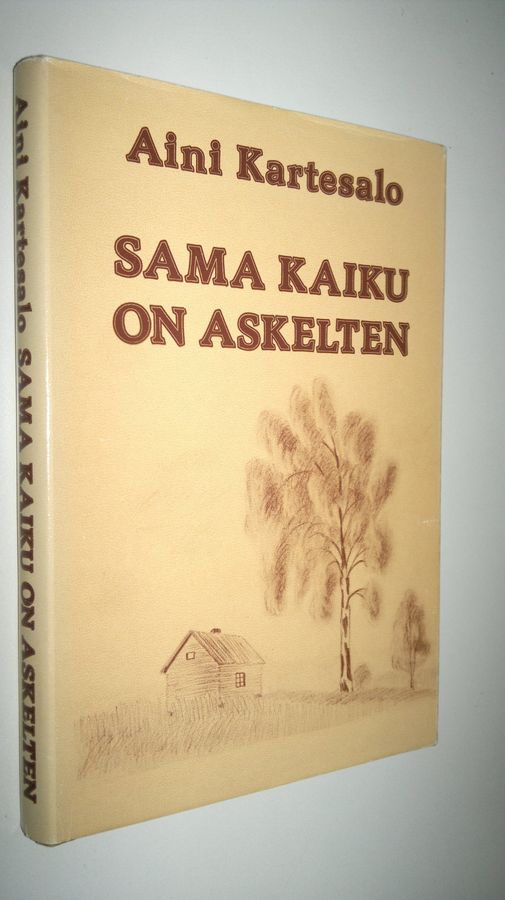 Aini Kartesalo
SAMA KAIKU
ON ASKELTEN
Aini Kartesalo SAMA KAIKU ON ASKELTEN